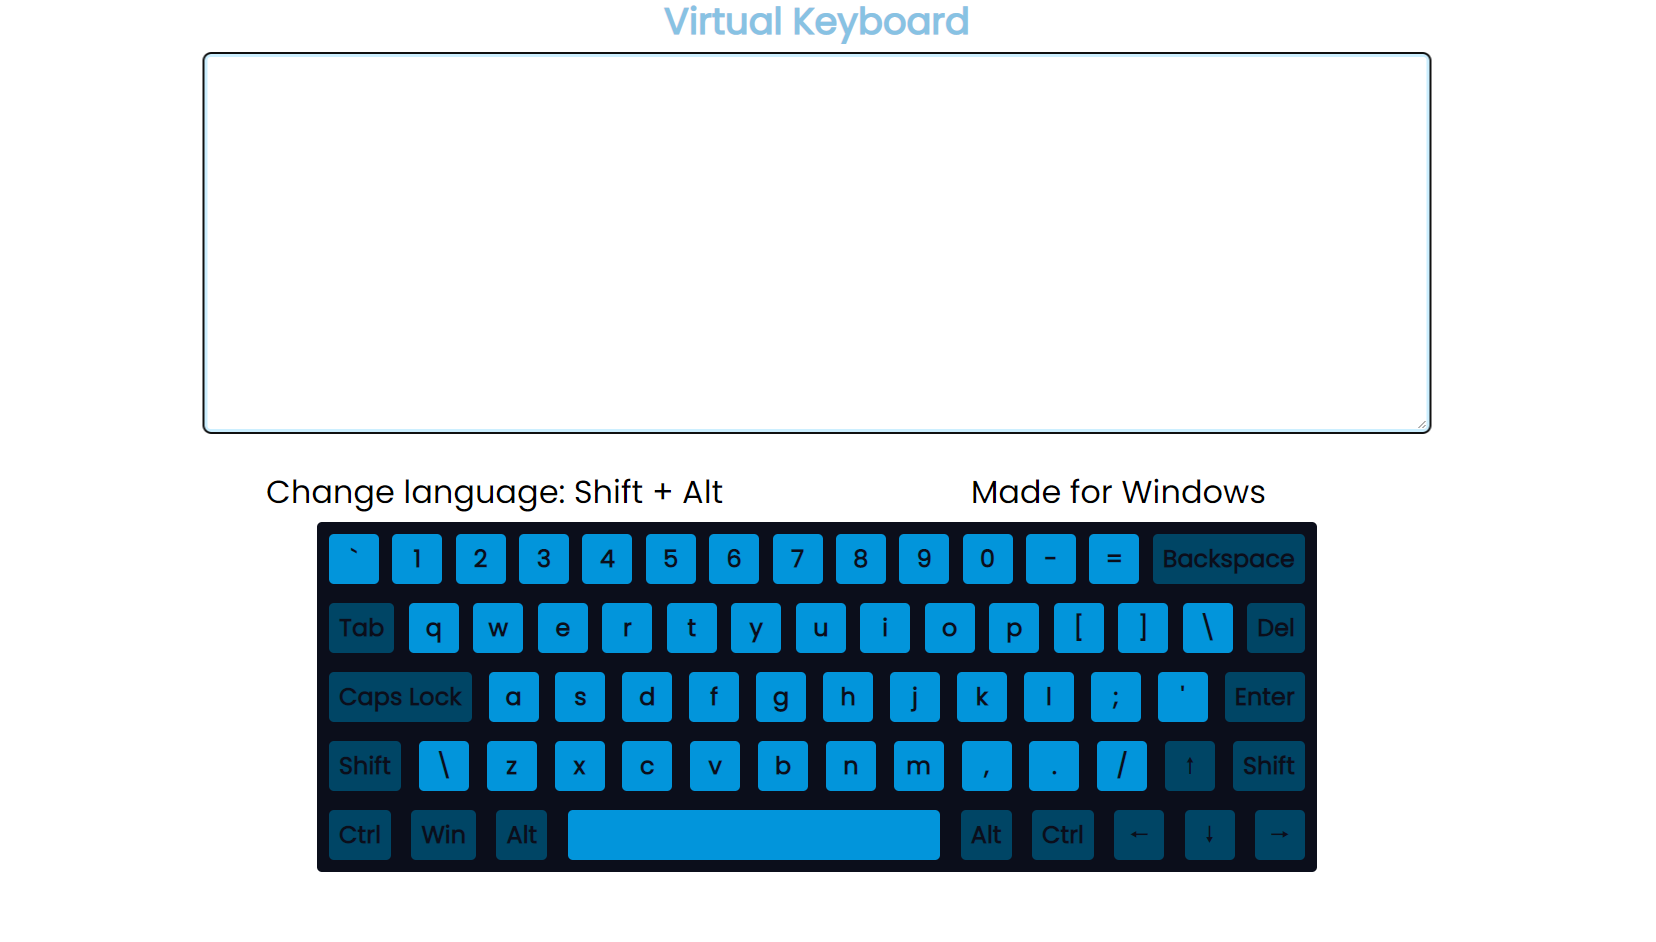 Virtual Keyboard
Change language: Shift + Alt Made for Windows
` 1 2 3 4 5 6 7 8 9 0 - = Backspace
Tab q w e r t y u i o p [ ] \ Del
Caps Lock a s d f g h j k l ; ' Enter
Shift \ z x c v b n m , . / ↑ Shift
Ctrl Win Alt Alt Ctrl ← ↓ →